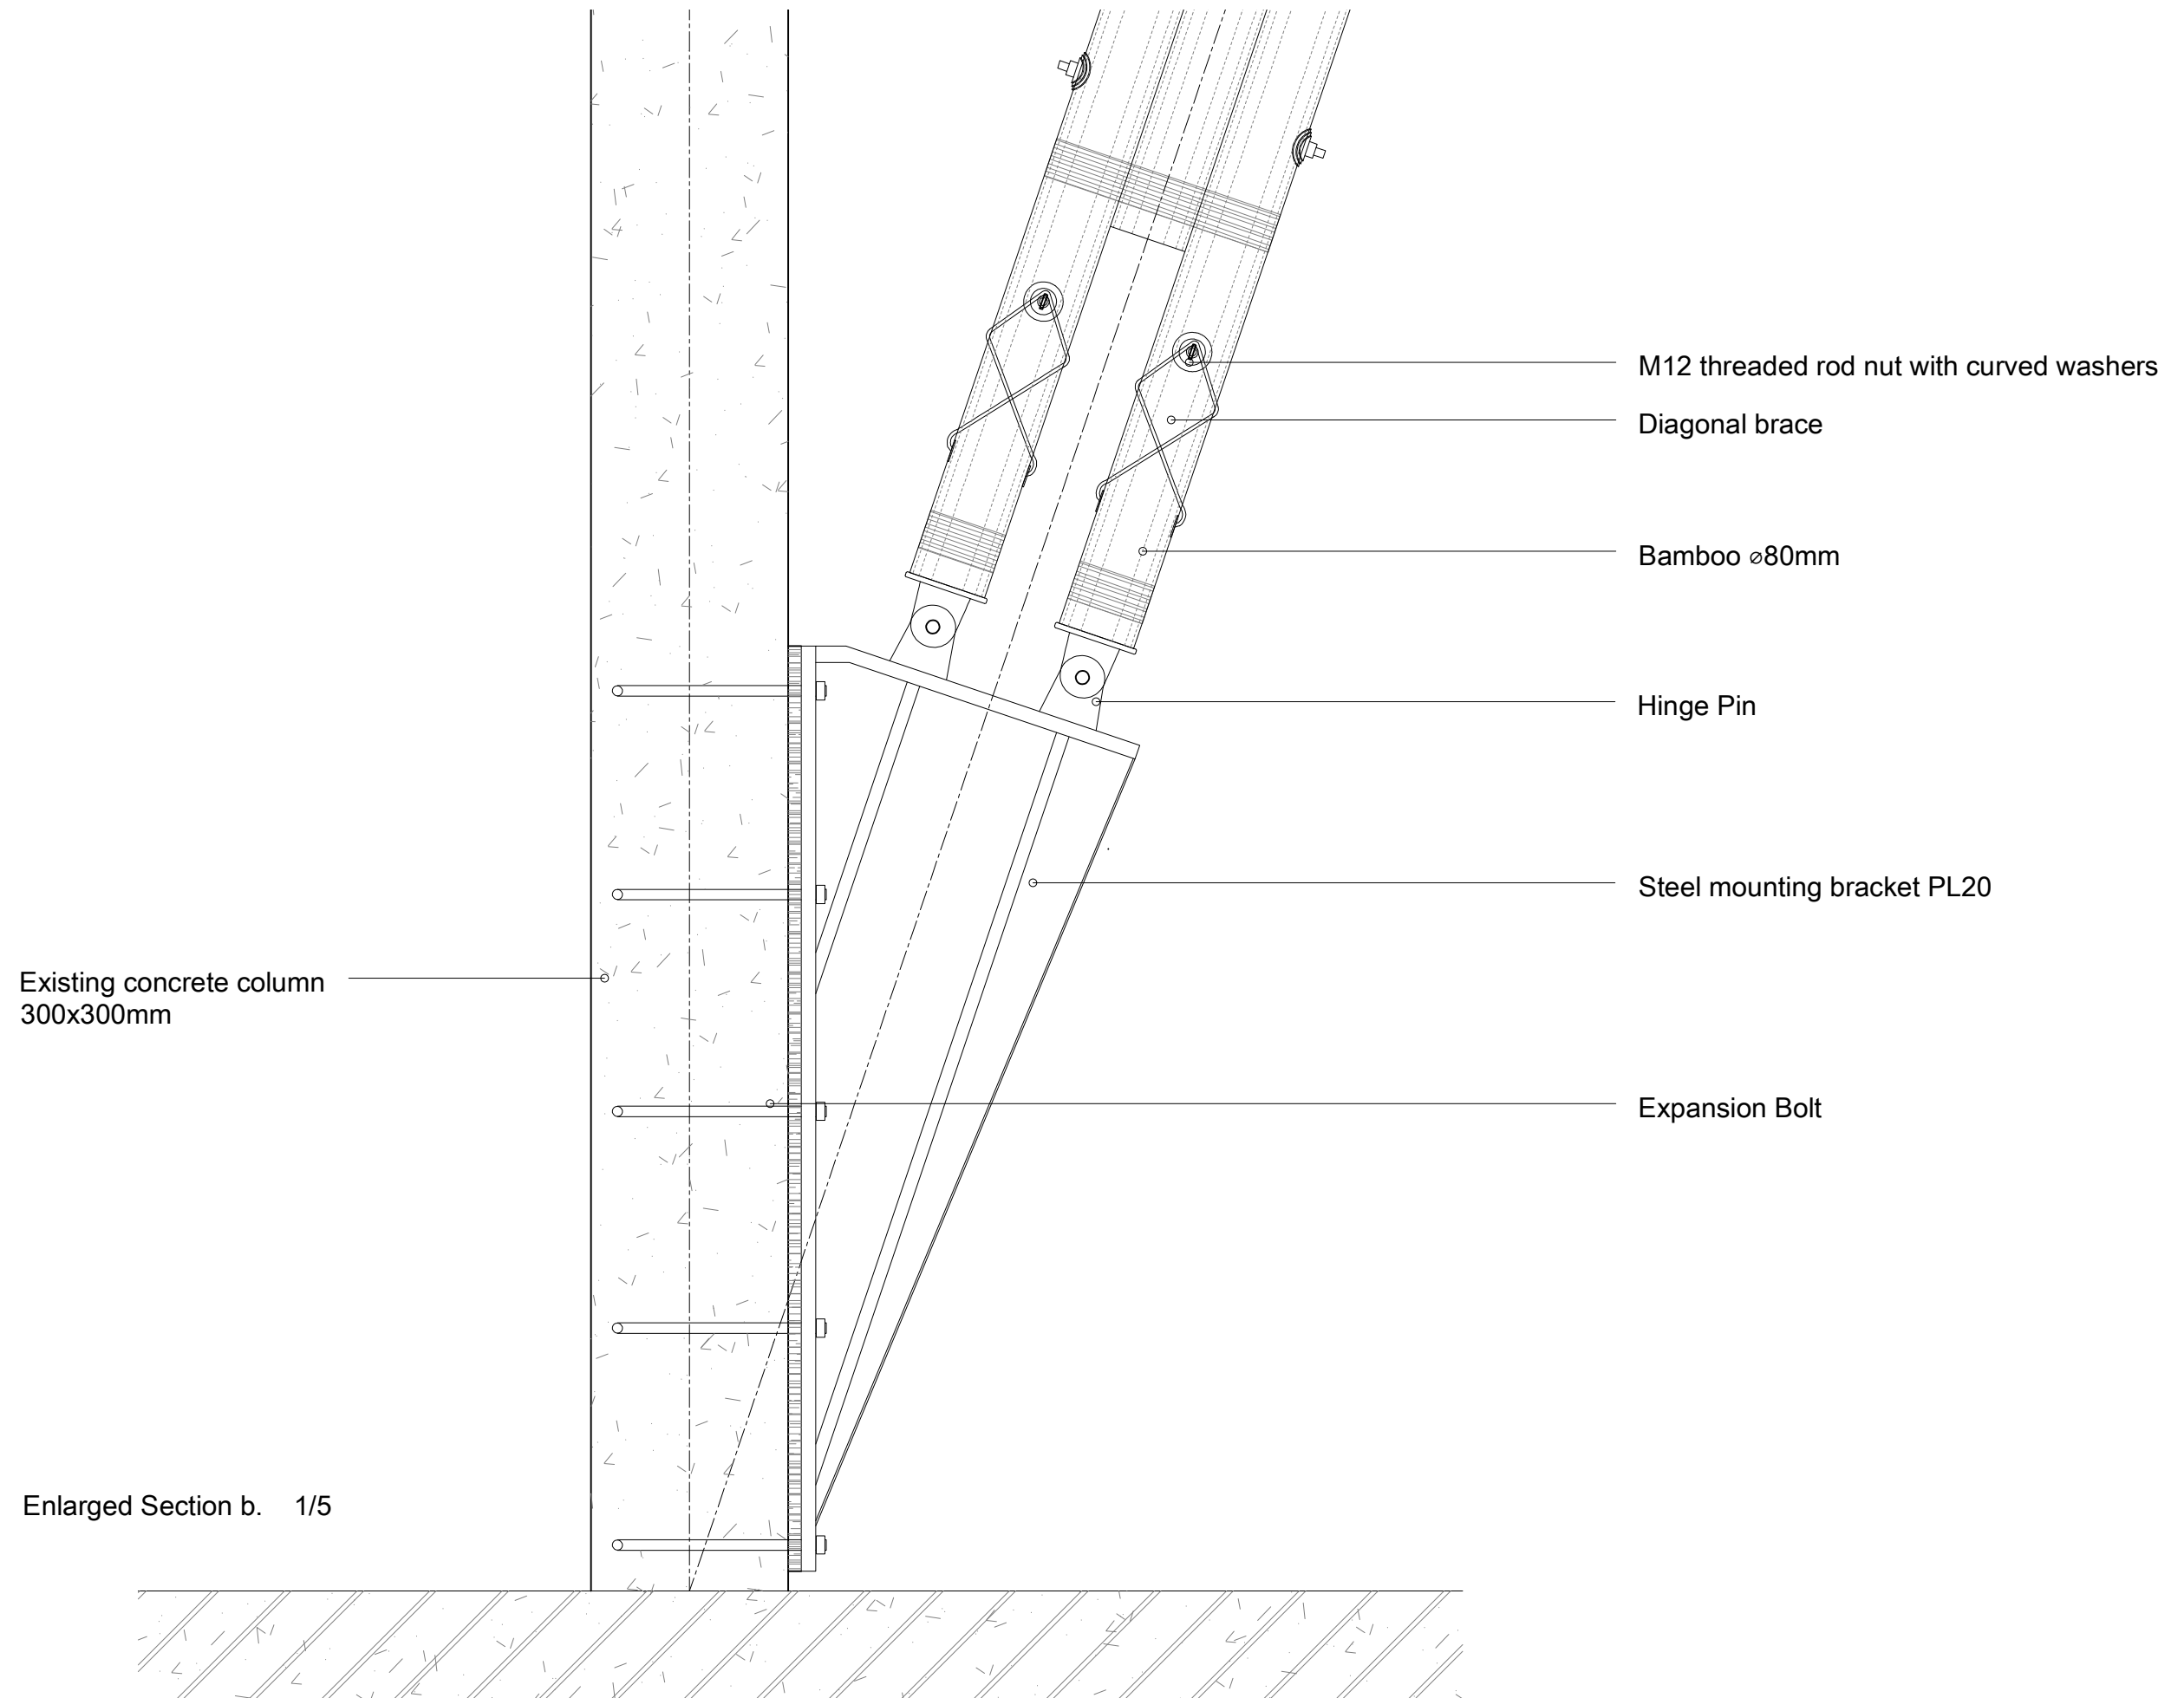 M12 threaded rod nut with curved washers
Diagonal brace
Bamboo ⌀80mm
Hinge Pin
Steel mounting bracket PL20
Existing concrete column
300x300mm
Expansion Bolt
Enlarged Section b. 1/5